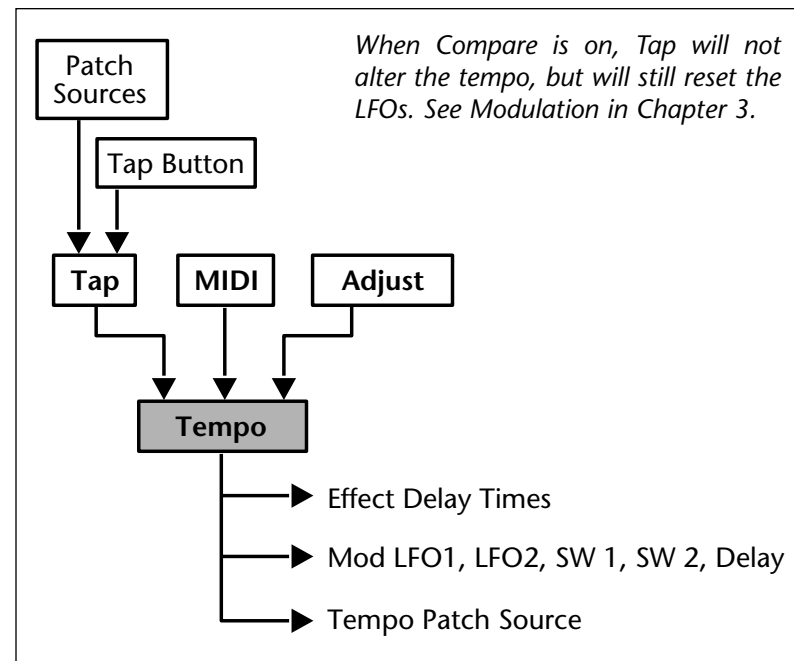 When Compare is on, Tap will not
alter the tempo, but will still reset the
LFOs. See Modulation in Chapter 3.
Patch
Sources
Tap Button
Tap
MIDI
Adjust
Tempo
Effect Delay Times
Mod LFO1, LFO2, SW 1, SW 2, Delay
Tempo Patch Source